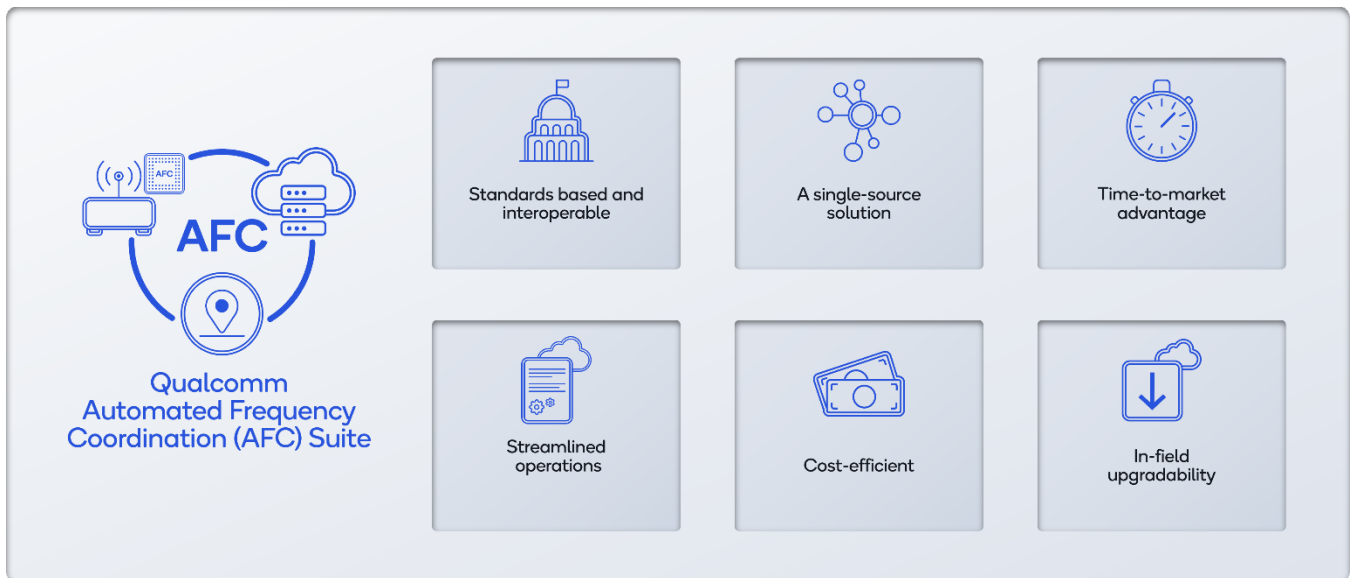 AFC
AFC
Qualcomm
Automated Frequency
Coordination (AFC) Suite
Standards based and
interoperable
A single-source
solution
Time-to-market
advantage
Streamlined
operations
Cost-efficient
In-field
upgradability